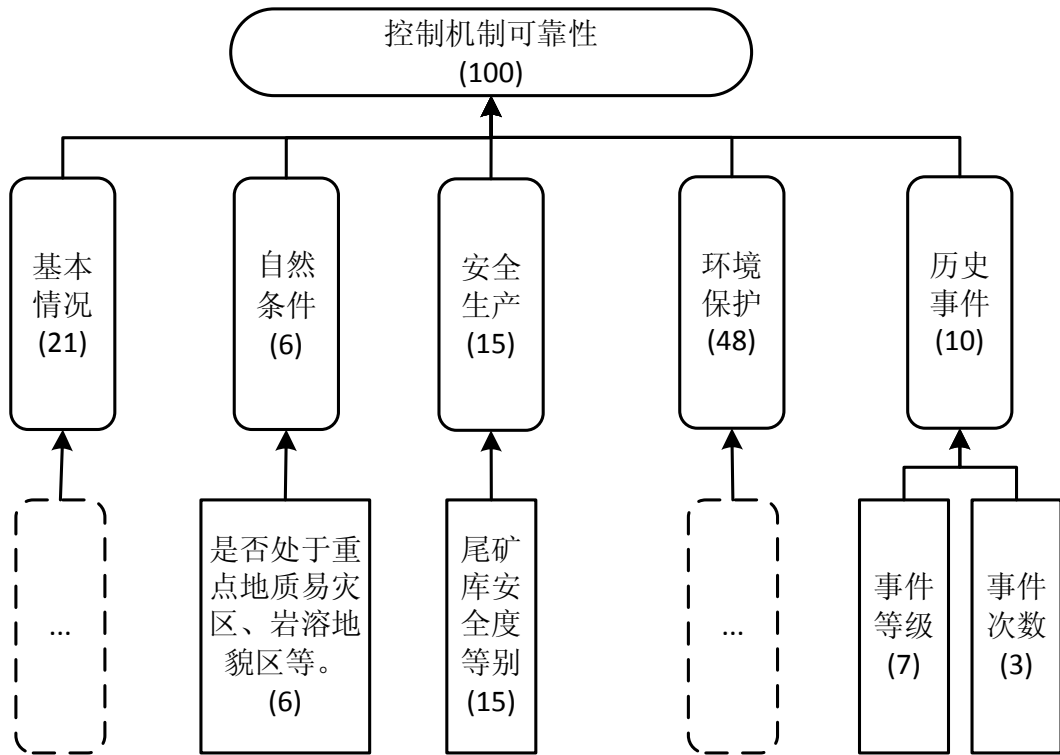 控制机制可靠性
(100)
基本
情况
(21)
自然
条件
(6)
安全
生产
(15)
环境
保护
(48)
历史
事件
(10)
...
是否处于重
点地质易灾
区、岩溶地
貌区等。
(6)
尾矿
库安
全度
等别
(15)
...
事件
等级
(7)
事件
次数
(3)